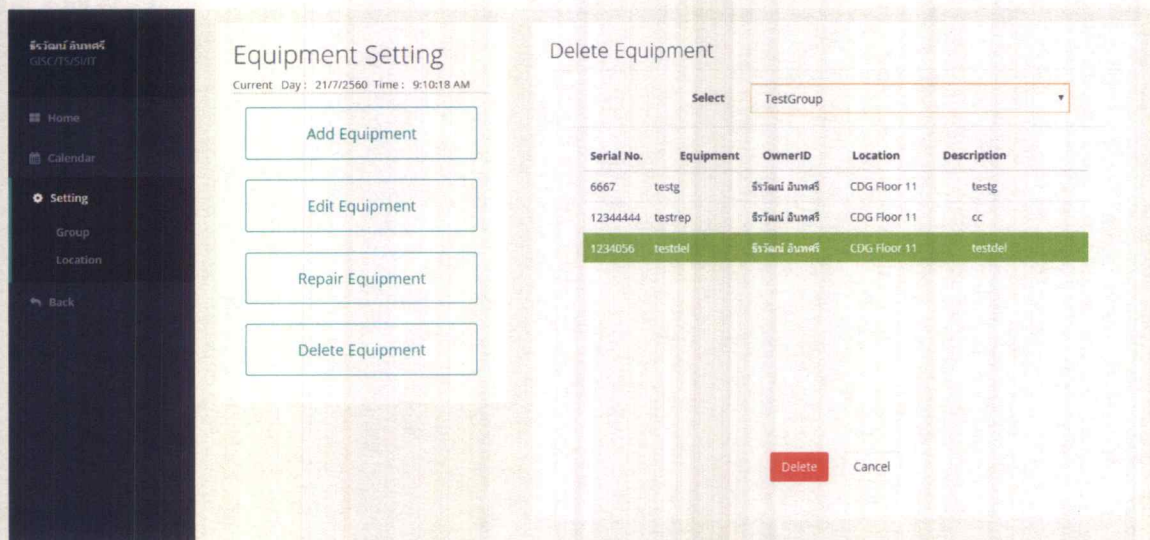 ธีรวัฒน์ อินทศรี
GISC/TS/SI/IT
Home
Calendar
Setting
Group
Location
Back
Equipment Setting
Current Day : 21/7/2560 Time : 9:10:18 AM
Add Equipment
Edit Equipment
Repair Equipment
Delete Equipment
Delete Equipment
Select TestGroup
Serial No. Equipment OwnerID Location Description
6667 testg ธีรวัฒน์ อินทศรี CDG Floor 11 testg
12344444 testrep ธีรวัฒน์ อินทศรี CDG Floor 11 cc
1234056 testdel ธีรวัฒน์ อินทศรี CDG Floor 11 testdel
Delete Cancel